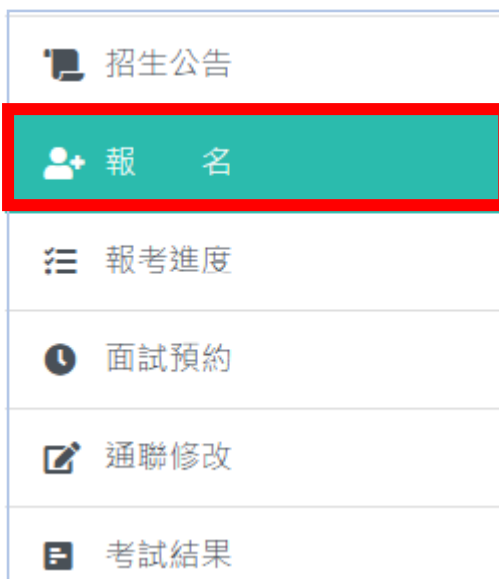 招生公告
報　　名
報考進度
面試預約
通聯修改
考試結果